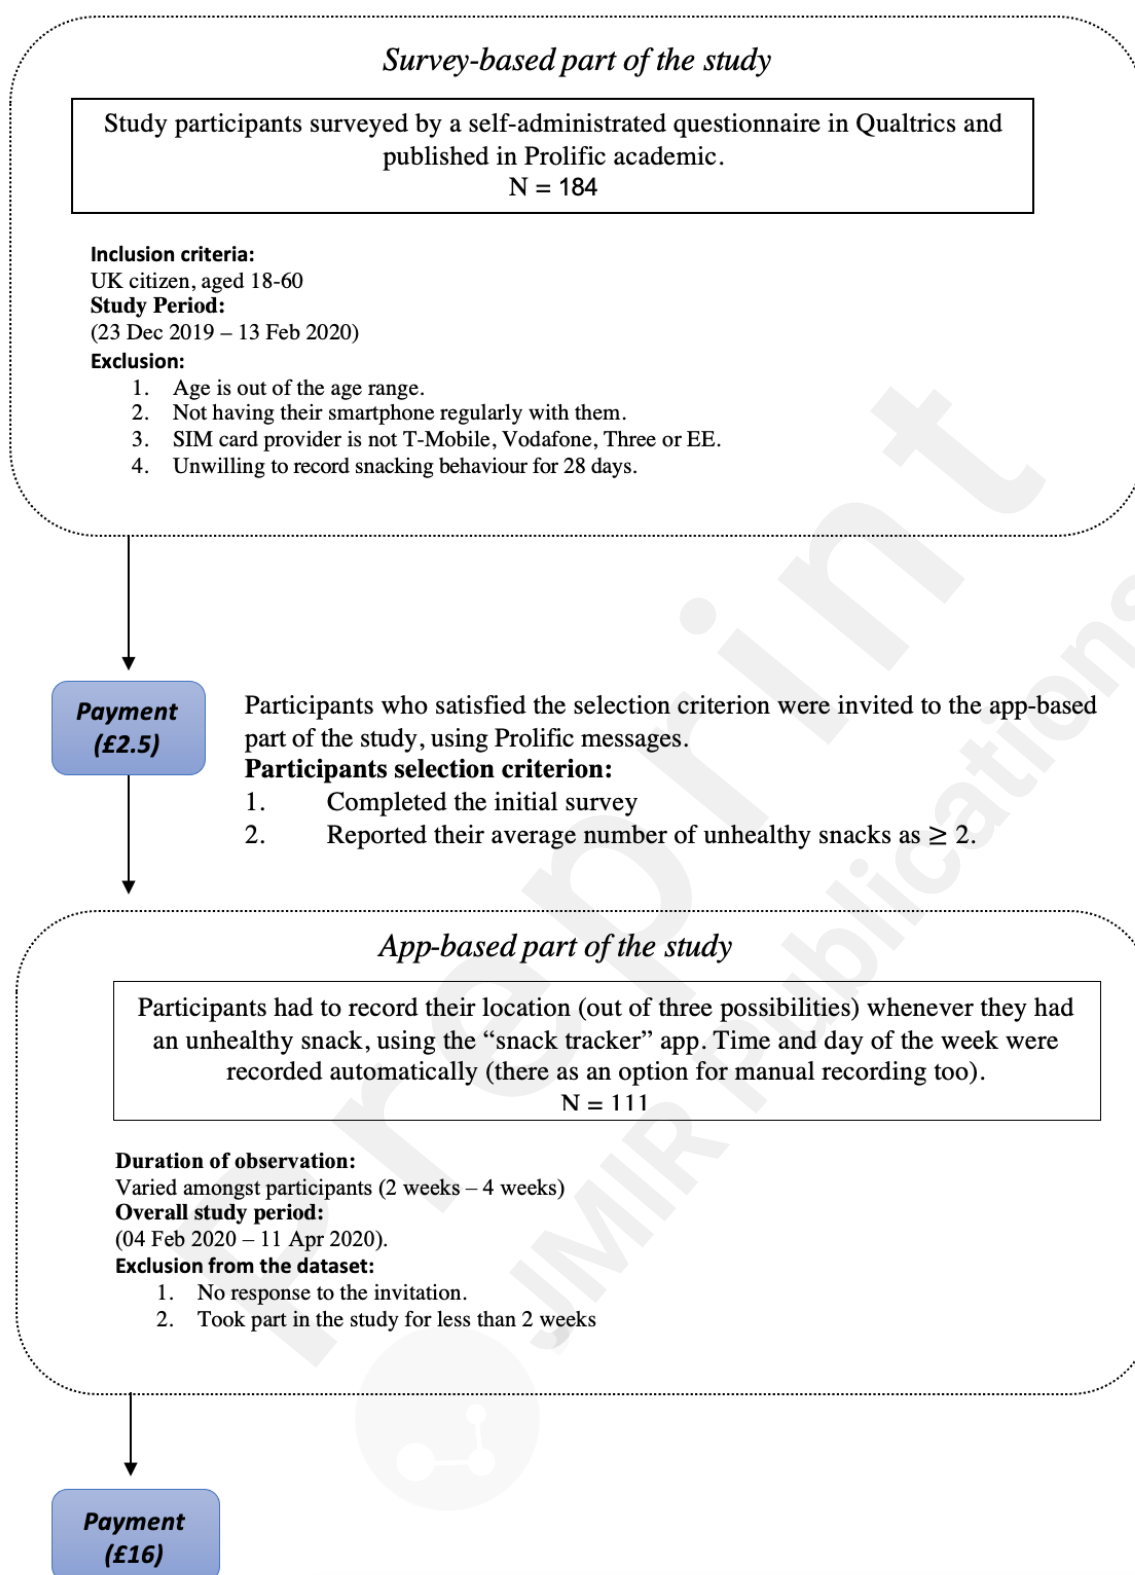 Survey-based part of the study
Study participants surveyed by a self-administrated questionnaire in Qualtrics and
published in Prolific academic.
N = 184
Inclusion criteria:
UK citizen, aged 18-60
Study Period:
(23 Dec 2019 – 13 Feb 2020)
Exclusion:
1. Age is out of the age range.
2. Not having their smartphone regularly with them.
3. SIM card provider is not T-Mobile, Vodafone, Three or EE.
4. Unwilling to record snacking behaviour for 28 days.
Payment
(£2.5)
Participants who satisfied the selection criterion were invited to the app-based
part of the study, using Prolific messages.
Participants selection criterion:
1. Completed the initial survey
2. Reported their average number of unhealthy snacks as ≥ 2.
App-based part of the study
Participants had to record their location (out of three possibilities) whenever they had
an unhealthy snack, using the “snack tracker” app. Time and day of the week were
recorded automatically (there as an option for manual recording too).
N = 111
Duration of observation:
Varied amongst participants (2 weeks – 4 weeks)
Overall study period:
(04 Feb 2020 – 11 Apr 2020).
Exclusion from the dataset:
1. No response to the invitation.
2. Took part in the study for less than 2 weeks
Payment
(£16)
Preprint
JMIR Publications